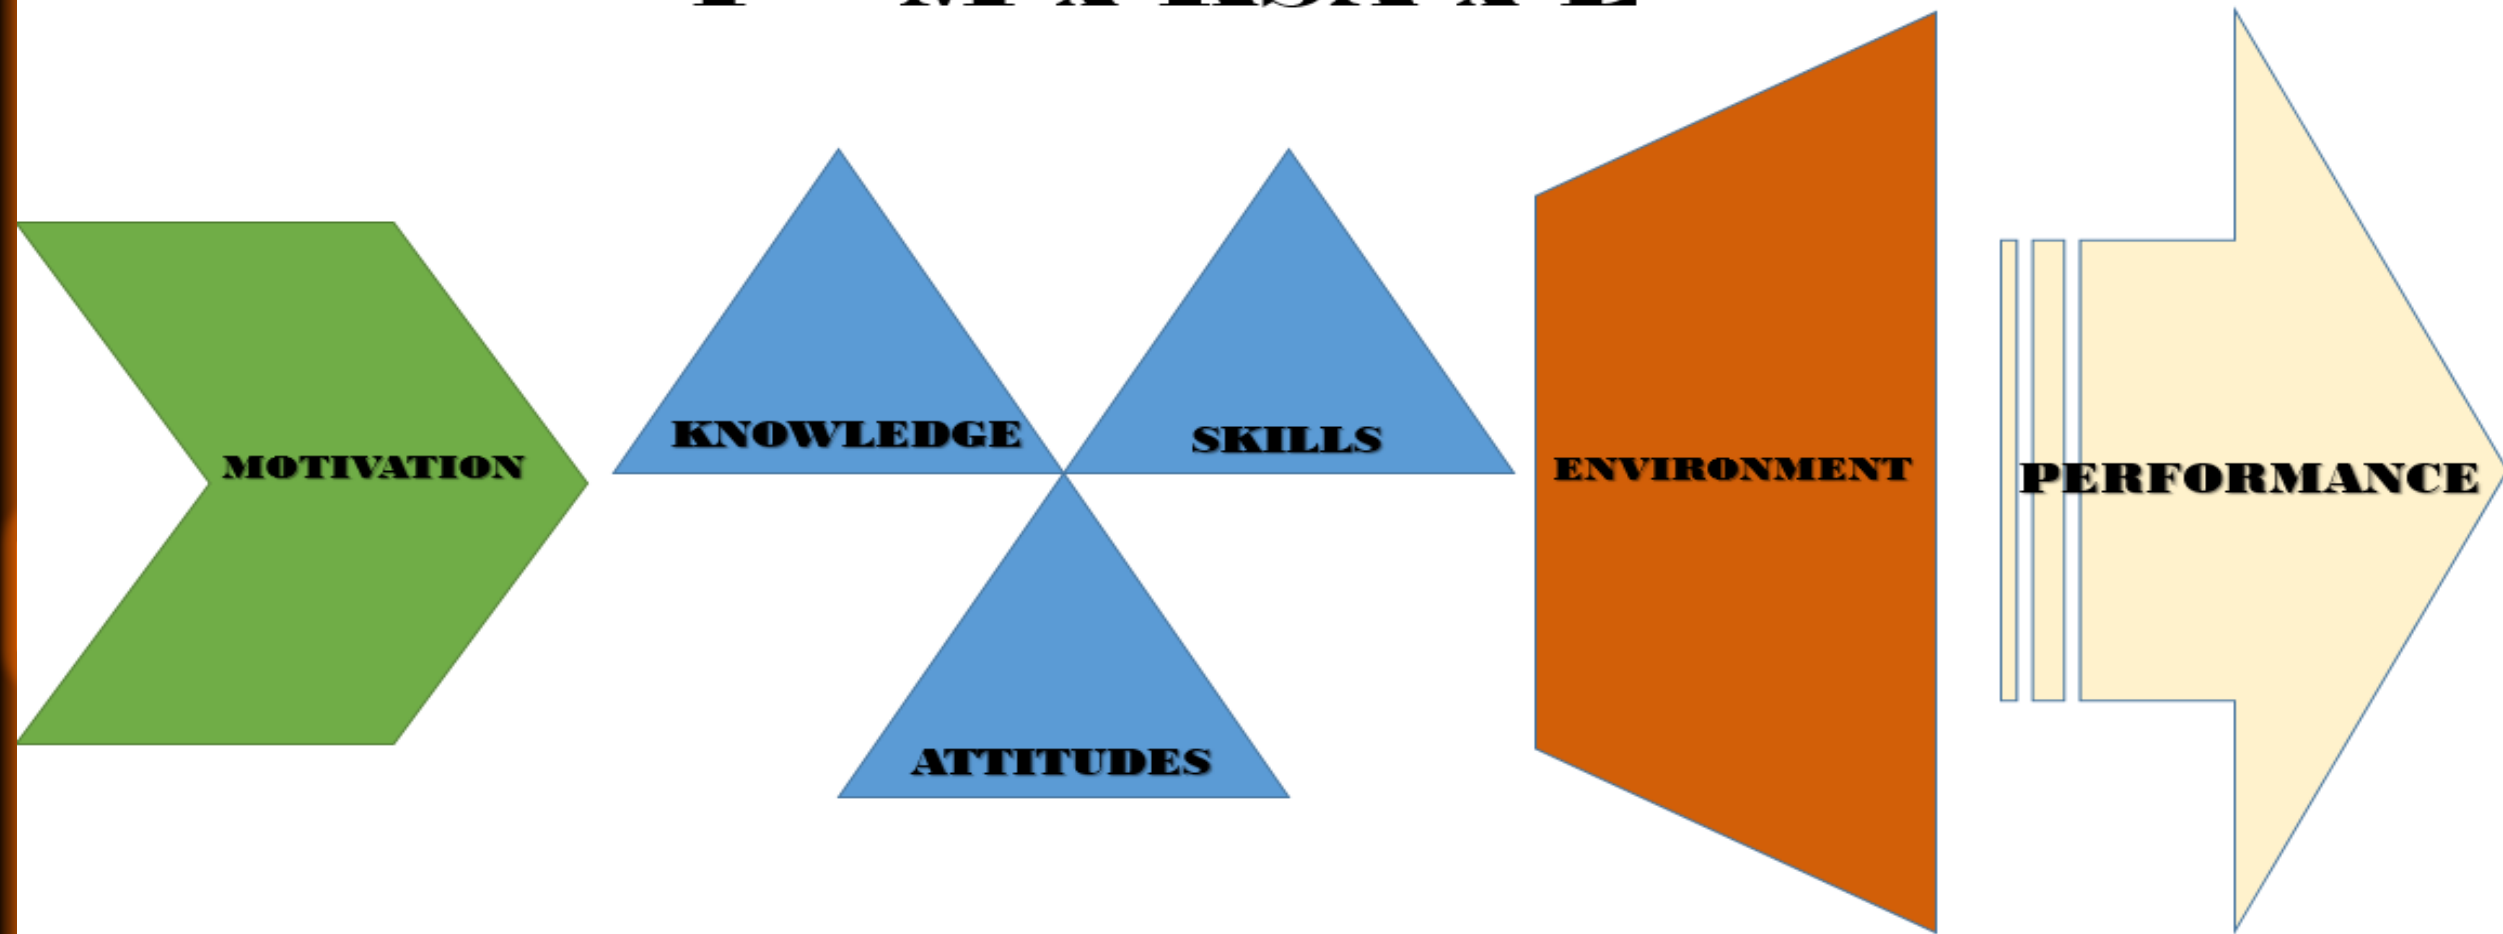 MOTIVATION
KNOWLEDGE
SKILLS
ATTITUDES
ENVIRONMENT
PERFORMANCE